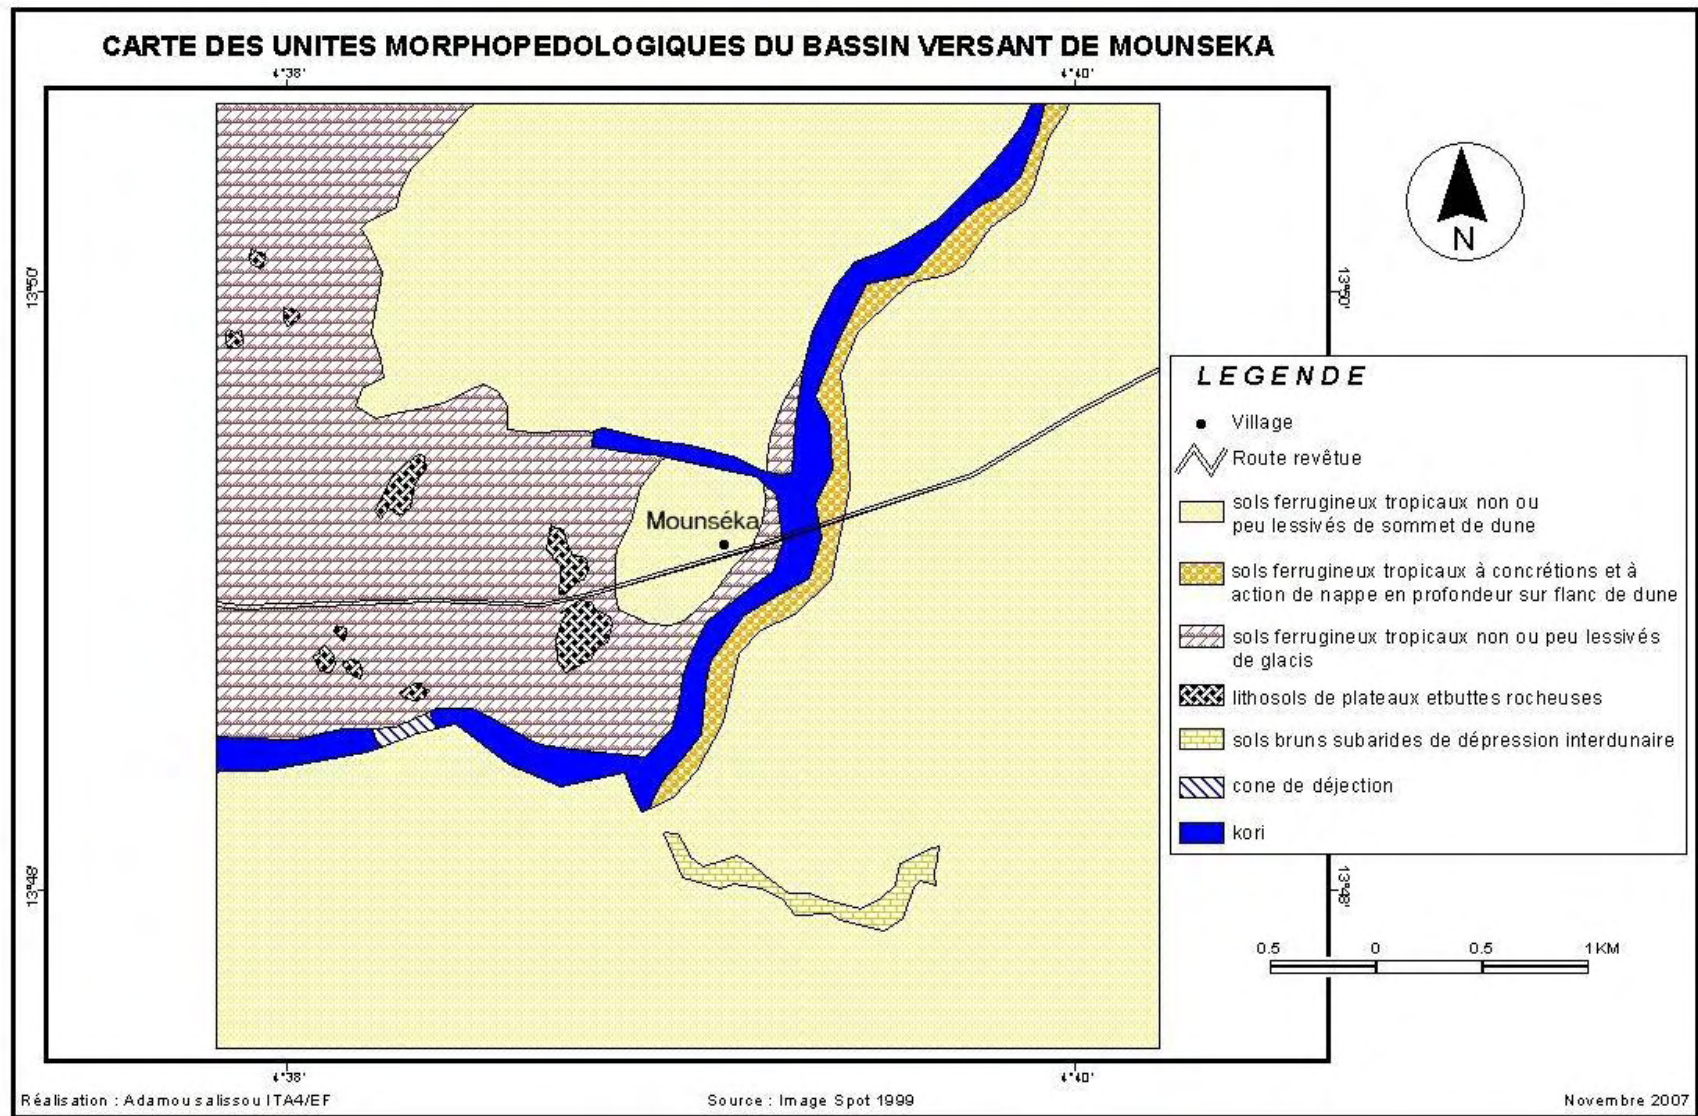 CARTE DES UNITES MORPHOPEDOLOGIQUES DU BASSIN VERSANT DE MOUNSEKA
4°38' 4°40'
13°50' 13°50'
Mounséka
N
LEGENDE
Village
Route revêtue
sols ferrugineux tropicaux non ou
peu lessivés de sommet de dune
sols ferrugineux tropicaux à concrétions et à
action de nappe en profondeur sur flanc de dune
sols ferrugineux tropicaux non ou peu lessivés
de glacis
lithosols de plateaux etbuttes rocheuses
sols bruns subarides de dépression interdunaire
cone de déjection
kori
13°48' 13°48'
0.5 0 0.5 1 KM
4°38' 4°40'
Réalisation : Adamou salissou ITA4/EF Source : Image Spot 1999 Novembre 2007